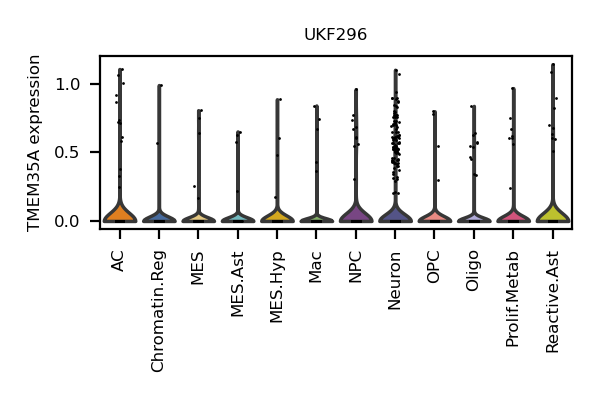 UKF296
TMEM35A expression
1.0
0.5
0.0
AC
Chromatin.Reg
MES
MES.Ast
MES.Hyp
Mac
NPC
Neuron
OPC
Oligo
Prolif.Metab
Reactive.Ast